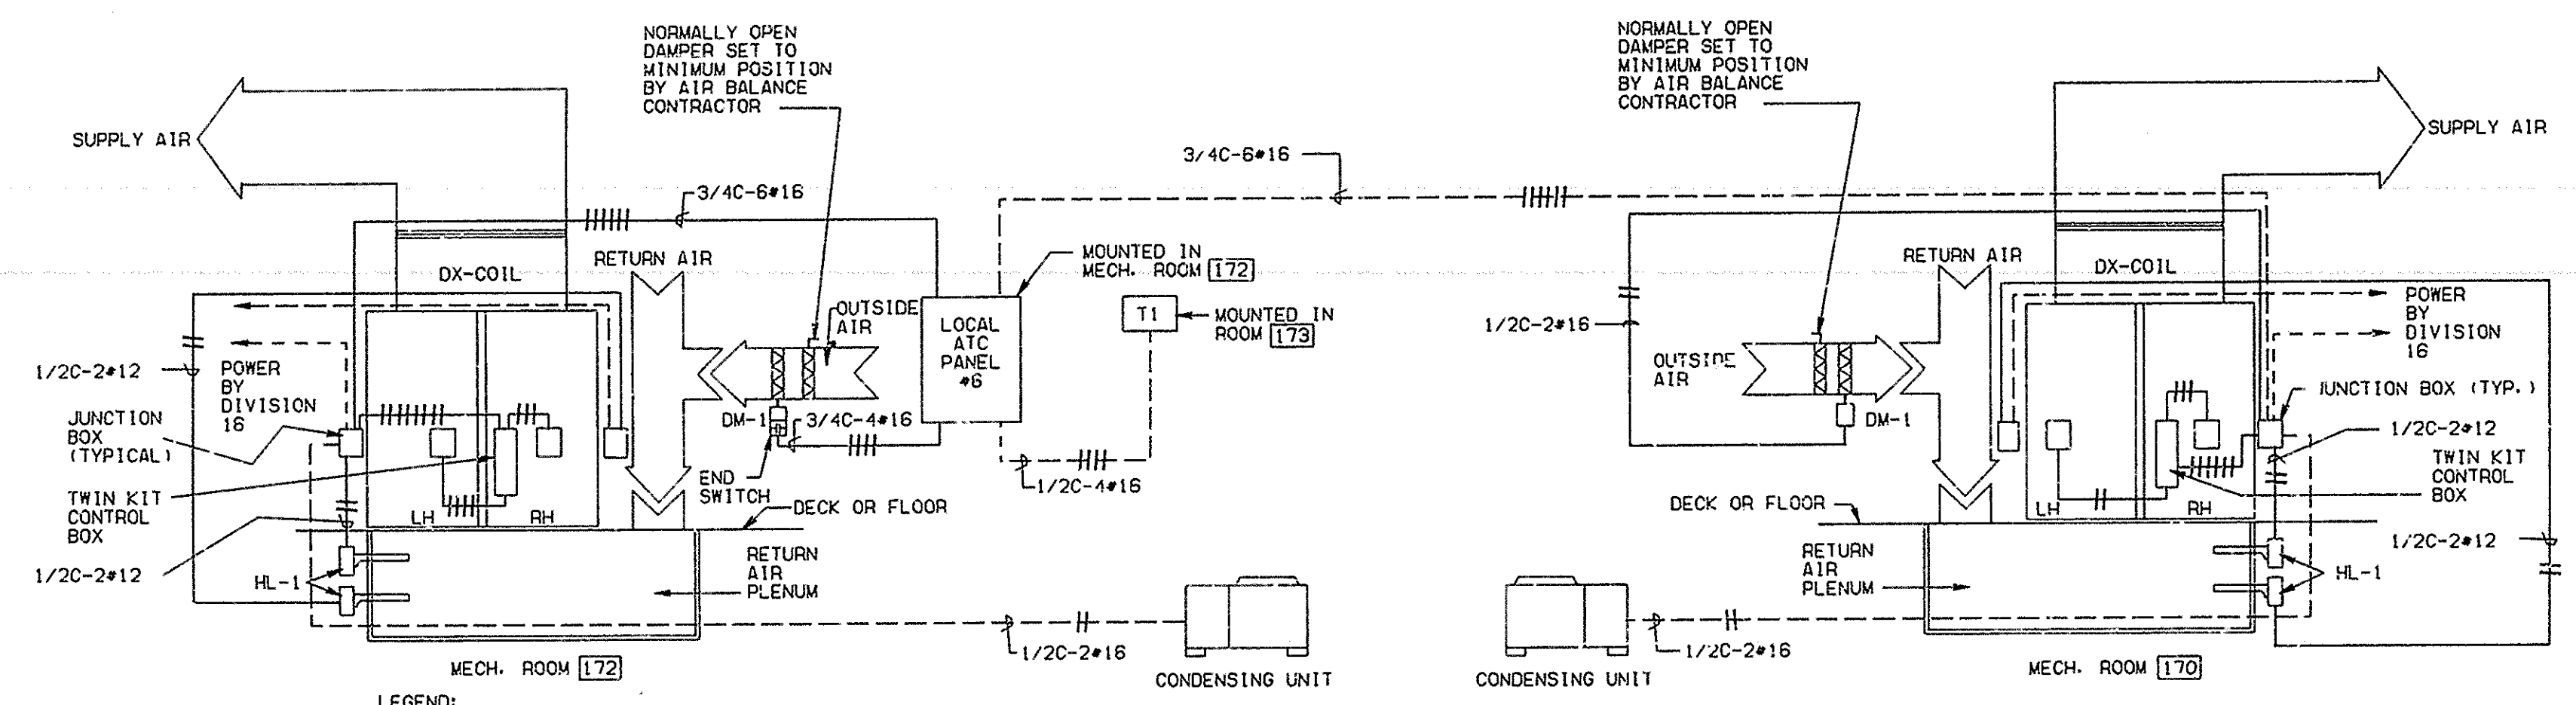 NORMALLY OPEN
DAMPER SET TO
MINIMUM POSITION
BY AIR BALANCE
CONTRACTOR
NORMALLY OPEN
DAMPER SET TO
MINIMUM POSITION
BY AIR BALANCE
CONTRACTOR
SUPPLY AIR
SUPPLY AIR
3/4C-6#16
3/4C-6#16
RETURN AIR
DX-COIL
MOUNTED IN
MECH. ROOM 172
RETURN AIR
DX-COIL
OUTSIDE
AIR
LOCAL
ATC
PANEL
#6
T1
MOUNTED IN
ROOM 173
1/2C-2#16
OUTSIDE
AIR
POWER
BY
DIVISION
16
1/2C-2#12
POWER
BY
DIVISION
16
JUNCTION
BOX
(TYPICAL)
DM-1
3/4C-4#16
DM-1
JUNCTION BOX (TYP.)
1/2C-2#12
END
SWITCH
1/2C-4#16
TWIN KIT
CONTROL
BOX
TWIN KIT
CONTROL
BOX
LH
RH
DECK OR FLOOR
DECK OR FLOOR
LH
RH
1/2C-2#12
1/2C-2#12
HL-1
RETURN
AIR
PLENUM
RETURN
AIR
PLENUM
HL-1
1/2C-2#16
1/2C-2#16
MECH. ROOM 172
CONDENSING UNIT
CONDENSING UNIT
MECH. ROOM 170
LEGEND: